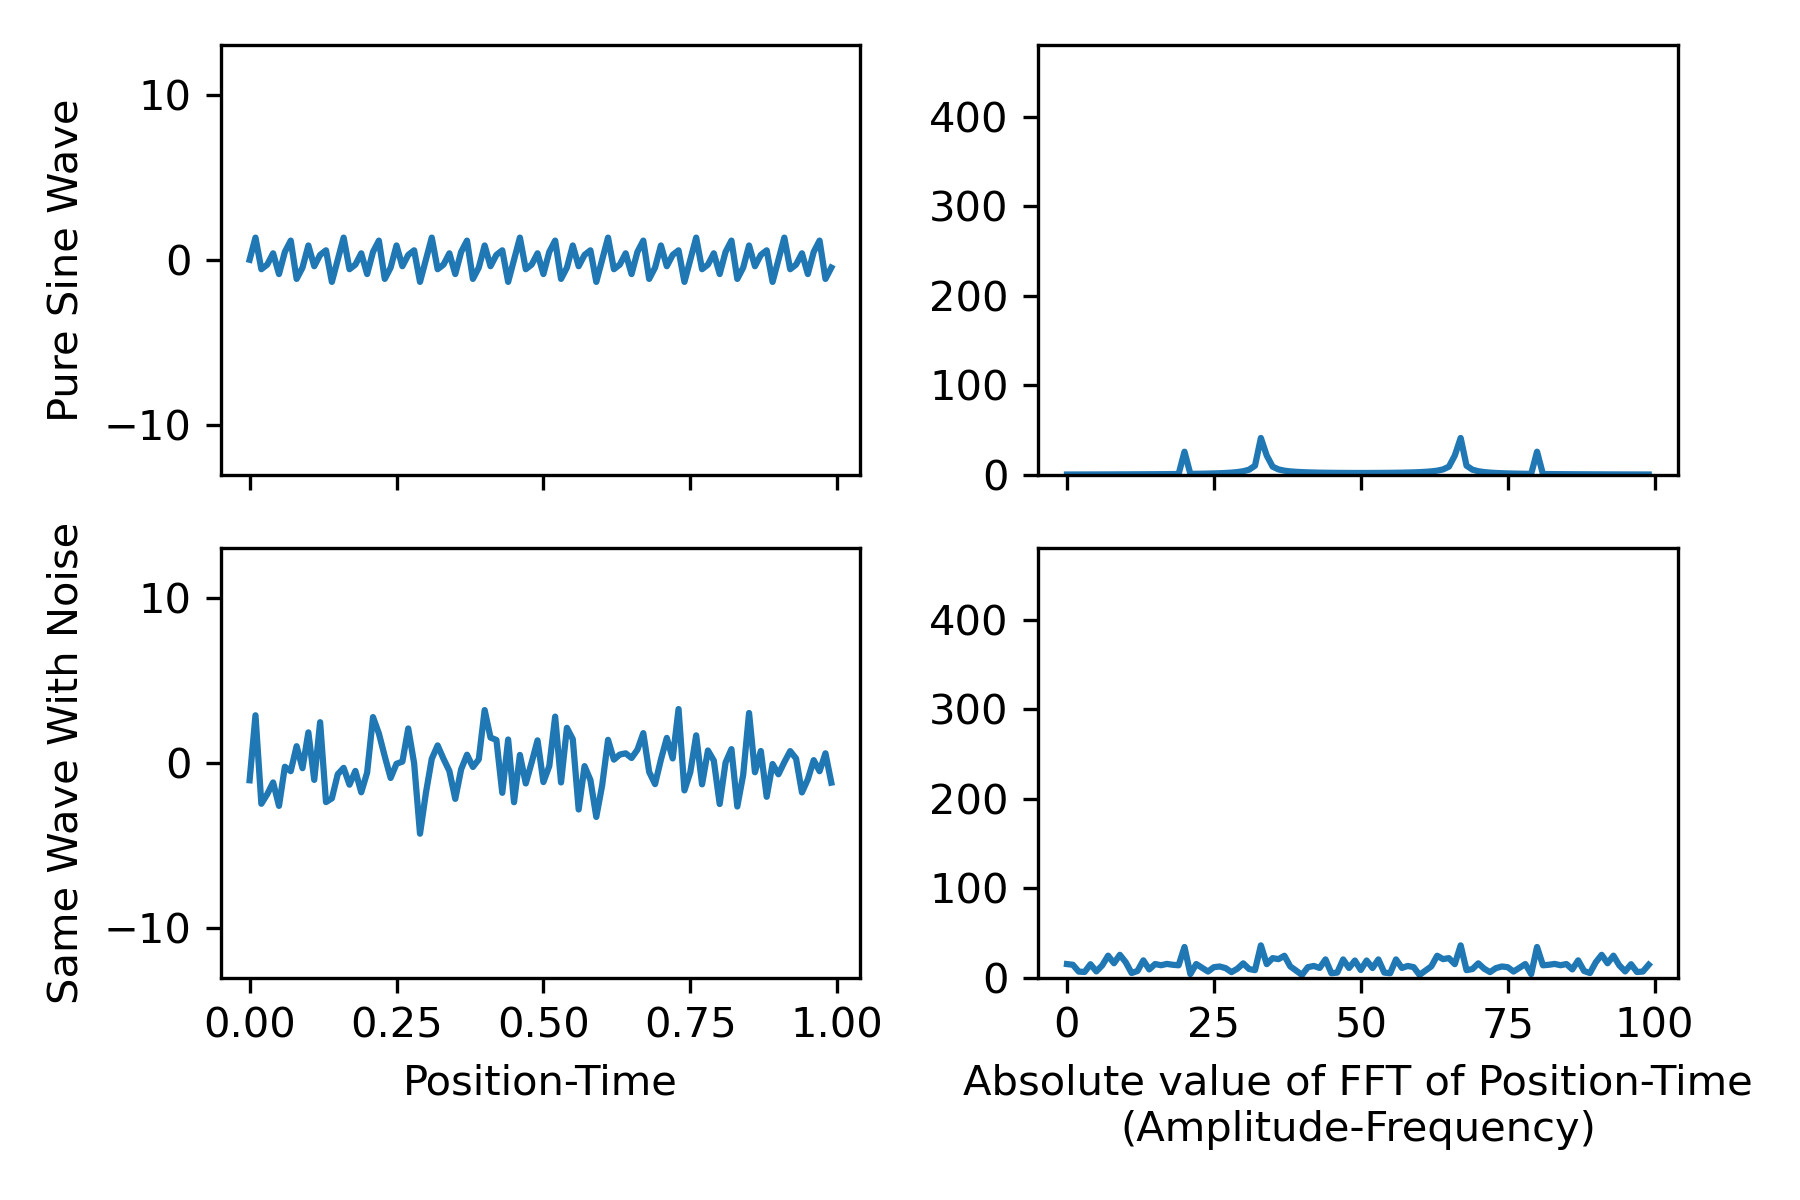 Pure Sine Wave
10
0
−10
400
300
200
100
0
Same Wave With Noise
10
0
−10
0.00 0.25 0.50 0.75 1.00
Position-Time
400
300
200
100
0
0 25 50 75 100
Absolute value of FFT of Position-Time
(Amplitude-Frequency)